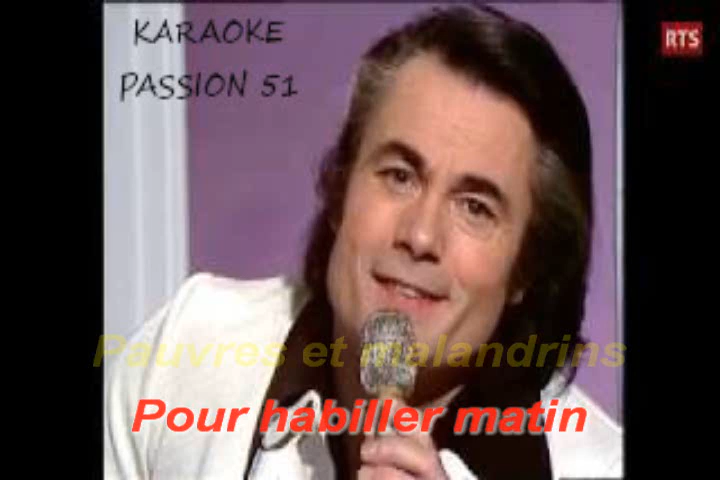 KARAOKE
PASSION 51
RTS
Pauvres et malandrins
Pour habiller matin